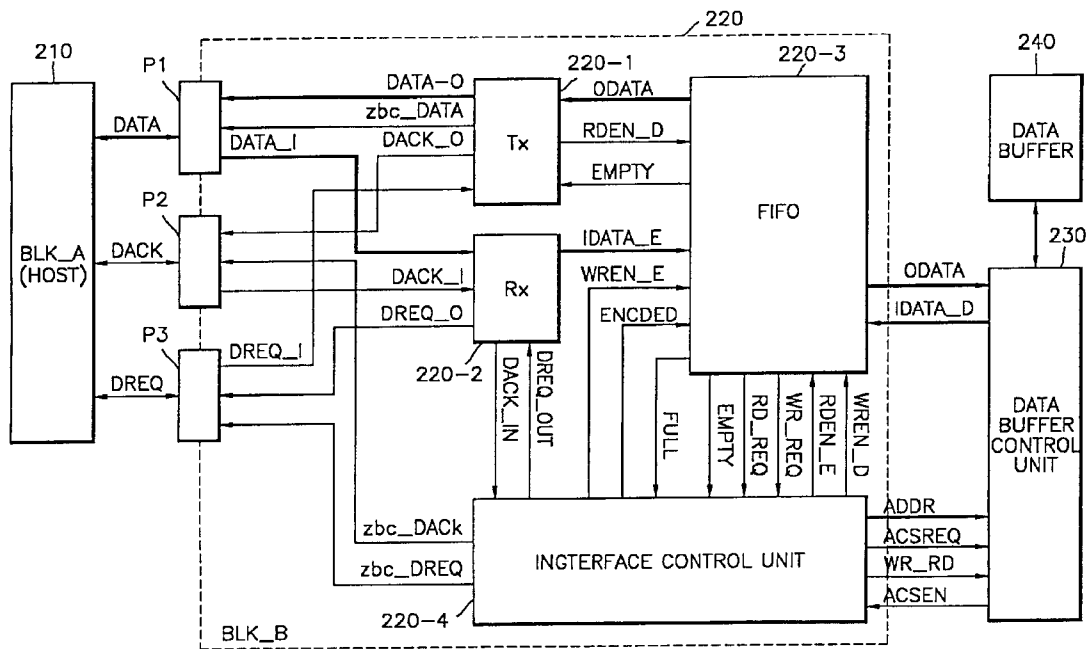 220
210
P1
220-1
220-3
240
DATA-O
ODATA
zbc_DATA
DATA
DACK_O
RDEN_D
DATA_I
Tx
EMPTY
DATA
BUFFER
P2
FIFO
BLK_A
(HOST)
DACK
IDATA_E
230
DACK_I
Rx
WREN_E
ODATA
DREQ_O
ENCDED
IDATA_D
P3
DREQ_I
220-2
DREQ
DACK_IN
DREQ_OUT
FULL
EMPTY
RD_REQ
WR_REQ
RDEN_E
WREN_D
DATA
BUFFER
CONTROL
UNIT
zbc_DACk
ADDR
ACSREQ
zbc_DREQ
INGTERFACE CONTROL UNIT
WR_RD
ACSEN
220-4
BLK_B